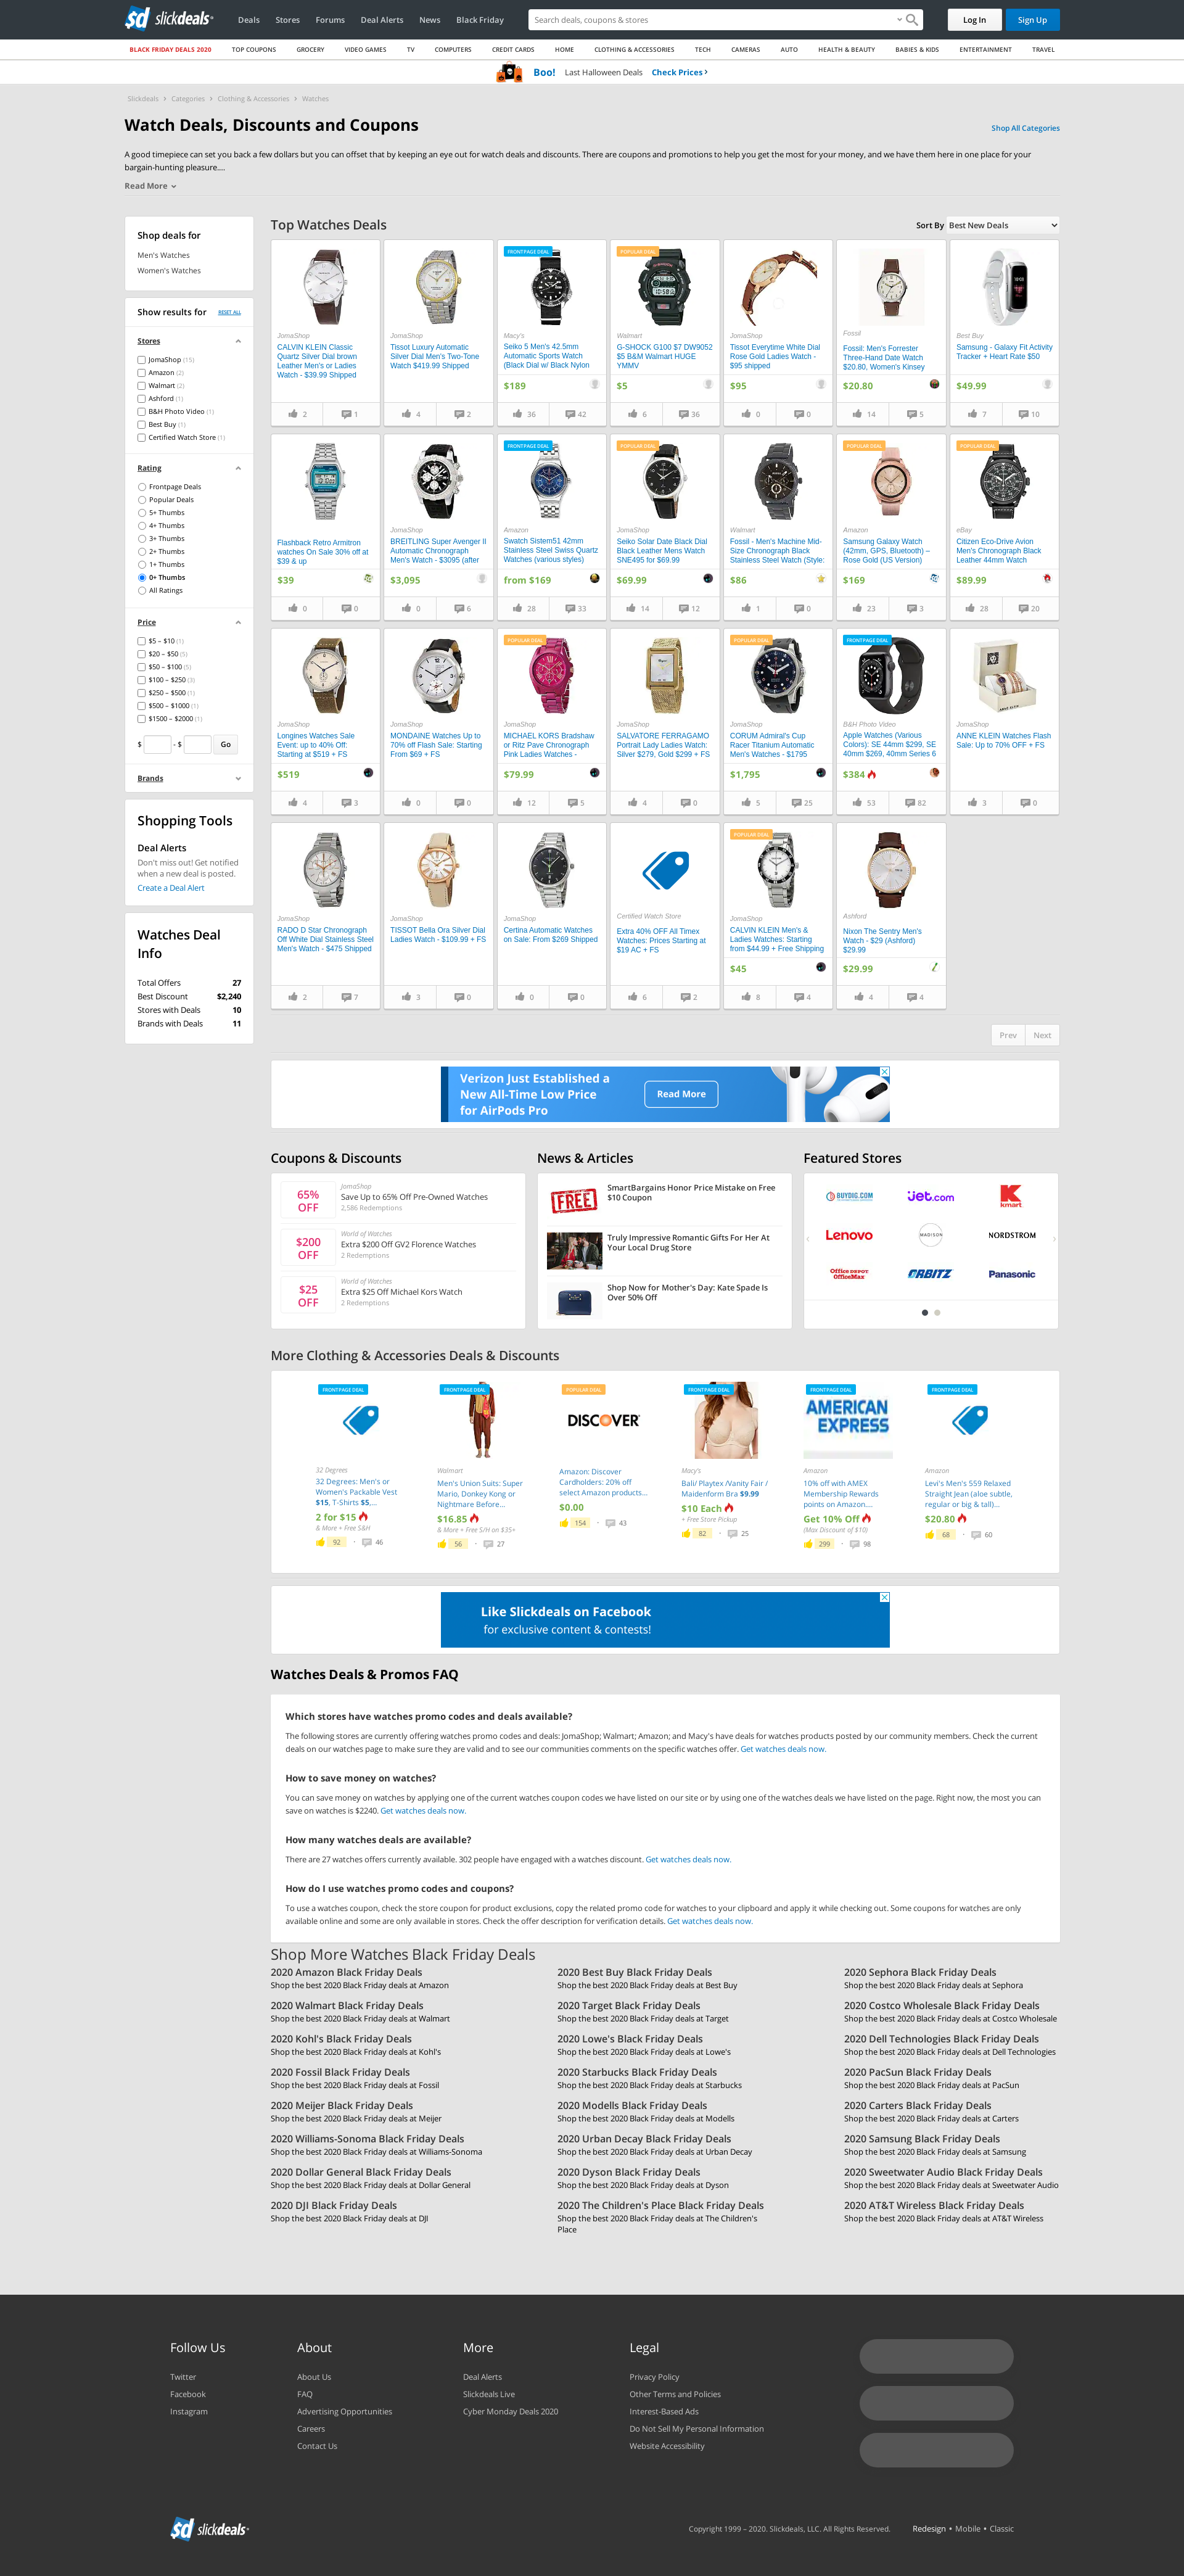 sd slickdeals
Deals Stores Forums Deal Alerts News Black Friday
Search deals, coupons & stores
Log In Sign Up
BLACK FRIDAY DEALS 2020 TOP COUPONS GROCERY VIDEO GAMES TV COMPUTERS CREDIT CARDS HOME CLOTHING & ACCESSORIES TECH CAMERAS AUTO HEALTH & BEAUTY BABIES & KIDS ENTERTAINMENT TRAVEL
Boo! Last Halloween Deals Check Prices ›
Slickdeals › Categories › Clothing & Accessories › Watches
Watch Deals, Discounts and Coupons
Shop All Categories
A good timepiece can set you back a few dollars but you can offset that by keeping an eye out for watch deals and discounts. There are coupons and promotions to help you get the most for your money, and we have them here in one place for your
bargain-hunting pleasure....
Read More
Shop deals for
Men's Watches
Women's Watches
Show results for RESET ALL
Stores
JomaShop (15)
Amazon (2)
Walmart (2)
Ashford (1)
B&H Photo Video (1)
Best Buy (1)
Certified Watch Store (1)
Rating
Frontpage Deals
Popular Deals
5+ Thumbs
4+ Thumbs
3+ Thumbs
2+ Thumbs
1+ Thumbs
0+ Thumbs
All Ratings
Price
$5 – $10 (1)
$20 – $50 (5)
$50 – $100 (5)
$100 – $250 (3)
$250 – $500 (1)
$500 – $1000 (1)
$1500 – $2000 (1)
$ - $ Go
Brands
Shopping Tools
Deal Alerts
Don't miss out! Get notified
when a new deal is posted.
Create a Deal Alert
Watches Deal
Info
Total Offers 27
Best Discount $2,240
Stores with Deals 10
Brands with Deals 11
Top Watches Deals
Sort By Best New Deals
JomaShop
CALVIN KLEIN Classic
Quartz Silver Dial brown
Leather Men's or Ladies
Watch - $39.99 Shipped
2 1
JomaShop
Tissot Luxury Automatic
Silver Dial Men's Two-Tone
Watch $419.99 Shipped
4 2
FRONTPAGE DEAL
Macy's
Seiko 5 Men's 42.5mm
Automatic Sports Watch
(Black Dial w/ Black Nylon
$189
36 42
POPULAR DEAL
Walmart
G-SHOCK G100 $7 DW9052
$5 B&M Walmart HUGE
YMMV
$5
6 36
JomaShop
Tissot Everytime White Dial
Rose Gold Ladies Watch -
$95 shipped
$95
0 0
Fossil
Fossil: Men's Forrester
Three-Hand Date Watch
$20.80, Women's Kinsey
$20.80
14 5
Best Buy
Samsung - Galaxy Fit Activity
Tracker + Heart Rate $50
$49.99
7 10
Flashback Retro Armitron
watches On Sale 30% off at
$39 & up
$39
0 0
JomaShop
BREITLING Super Avenger II
Automatic Chronograph
Men's Watch - $3095 (after
$3,095
0 6
FRONTPAGE DEAL
Amazon
Swatch Sistem51 42mm
Stainless Steel Swiss Quartz
Watches (various styles)
from $169
28 33
POPULAR DEAL
JomaShop
Seiko Solar Date Black Dial
Black Leather Mens Watch
SNE495 for $69.99
$69.99
14 12
Walmart
Fossil - Men's Machine Mid-
Size Chronograph Black
Stainless Steel Watch (Style:
$86
1 0
POPULAR DEAL
Amazon
Samsung Galaxy Watch
(42mm, GPS, Bluetooth) –
Rose Gold (US Version)
$169
23 3
POPULAR DEAL
eBay
Citizen Eco-Drive Avion
Men's Chronograph Black
Leather 44mm Watch
$89.99
28 20
JomaShop
Longines Watches Sale
Event: up to 40% Off:
Starting at $519 + FS
$519
4 3
JomaShop
MONDAINE Watches Up to
70% off Flash Sale: Starting
From $69 + FS
0 0
POPULAR DEAL
JomaShop
MICHAEL KORS Bradshaw
or Ritz Pave Chronograph
Pink Ladies Watches -
$79.99
12 5
JomaShop
SALVATORE FERRAGAMO
Portrait Lady Ladies Watch:
Silver $279, Gold $299 + FS
4 0
POPULAR DEAL
JomaShop
CORUM Admiral's Cup
Racer Titanium Automatic
Men's Watches - $1795
$1,795
5 25
FRONTPAGE DEAL
B&H Photo Video
Apple Watches (Various
Colors): SE 44mm $299, SE
40mm $269, 40mm Series 6
$384
53 82
JomaShop
ANNE KLEIN Watches Flash
Sale: Up to 70% OFF + FS
3 0
JomaShop
RADO D Star Chronograph
Off White Dial Stainless Steel
Men's Watch - $475 Shipped
2 7
JomaShop
TISSOT Bella Ora Silver Dial
Ladies Watch - $109.99 + FS
3 0
JomaShop
Certina Automatic Watches
on Sale: From $269 Shipped
0 0
Certified Watch Store
Extra 40% OFF All Timex
Watches: Prices Starting at
$19 AC + FS
6 2
POPULAR DEAL
JomaShop
CALVIN KLEIN Men's &
Ladies Watches: Starting
from $44.99 + Free Shipping
$45
8 4
Ashford
Nixon The Sentry Men's
Watch - $29 (Ashford)
$29.99
$29.99
4 4
Prev Next
Verizon Just Established a
New All-Time Low Price
for AirPods Pro
Read More
Coupons & Discounts
65%
OFF
JomaShop
Save Up to 65% Off Pre-Owned Watches
2,586 Redemptions
$200
OFF
World of Watches
Extra $200 Off GV2 Florence Watches
2 Redemptions
$25
OFF
World of Watches
Extra $25 Off Michael Kors Watch
2 Redemptions
News & Articles
FREE
SmartBargains Honor Price Mistake on Free
$10 Coupon
Truly Impressive Romantic Gifts For Her At
Your Local Drug Store
Shop Now for Mother's Day: Kate Spade Is
Over 50% Off
Featured Stores
BUYDIG.COM jet.com kmart
Lenovo MADISON NORDSTROM
Office DEPOT OfficeMax ORBITZ Panasonic
More Clothing & Accessories Deals & Discounts
FRONTPAGE DEAL
32 Degrees
32 Degrees: Men's or
Women's Packable Vest
$15, T-Shirts $5,...
2 for $15
& More + Free S&H
92 · 46
FRONTPAGE DEAL
Walmart
Men's Union Suits: Super
Mario, Donkey Kong or
Nightmare Before...
$16.85
& More + Free S/H on $35+
56 · 27
POPULAR DEAL
DISCOVER
Amazon: Discover
Cardholders: 20% off
select Amazon products...
$0.00
154 · 43
FRONTPAGE DEAL
Macy's
Bali/ Playtex /Vanity Fair /
Maidenform Bra $9.99
$10 Each
+ Free Store Pickup
82 · 25
FRONTPAGE DEAL
AMERICAN
EXPRESS
Amazon
10% off with AMEX
Membership Rewards
points on Amazon....
Get 10% Off
(Max Discount of $10)
299 · 98
FRONTPAGE DEAL
Amazon
Levi's Men's 559 Relaxed
Straight Jean (aloe subtle,
regular or big & tall)...
$20.80
68 · 60
Like Slickdeals on Facebook
for exclusive content & contests!
Watches Deals & Promos FAQ
Which stores have watches promo codes and deals available?
The following stores are currently offering watches promo codes and deals: JomaShop; Walmart; Amazon; and Macy's have deals for watches products posted by our community members. Check the current
deals on our watches page to make sure they are valid and to see our communities comments on the specific watches offer. Get watches deals now.
How to save money on watches?
You can save money on watches by applying one of the current watches coupon codes we have listed on our site or by using one of the watches deals we have listed on the page. Right now, the most you can
save on watches is $2240. Get watches deals now.
How many watches deals are available?
There are 27 watches offers currently available. 302 people have engaged with a watches discount. Get watches deals now.
How do I use watches promo codes and coupons?
To use a watches coupon, check the store coupon for product exclusions, copy the related promo code for watches to your clipboard and apply it while checking out. Some coupons for watches are only
available online and some are only available in stores. Check the offer description for verification details. Get watches deals now.
Shop More Watches Black Friday Deals
2020 Amazon Black Friday Deals
Shop the best 2020 Black Friday deals at Amazon
2020 Best Buy Black Friday Deals
Shop the best 2020 Black Friday deals at Best Buy
2020 Sephora Black Friday Deals
Shop the best 2020 Black Friday deals at Sephora
2020 Walmart Black Friday Deals
Shop the best 2020 Black Friday deals at Walmart
2020 Target Black Friday Deals
Shop the best 2020 Black Friday deals at Target
2020 Costco Wholesale Black Friday Deals
Shop the best 2020 Black Friday deals at Costco Wholesale
2020 Kohl's Black Friday Deals
Shop the best 2020 Black Friday deals at Kohl's
2020 Lowe's Black Friday Deals
Shop the best 2020 Black Friday deals at Lowe's
2020 Dell Technologies Black Friday Deals
Shop the best 2020 Black Friday deals at Dell Technologies
2020 Fossil Black Friday Deals
Shop the best 2020 Black Friday deals at Fossil
2020 Starbucks Black Friday Deals
Shop the best 2020 Black Friday deals at Starbucks
2020 PacSun Black Friday Deals
Shop the best 2020 Black Friday deals at PacSun
2020 Meijer Black Friday Deals
Shop the best 2020 Black Friday deals at Meijer
2020 Modells Black Friday Deals
Shop the best 2020 Black Friday deals at Modells
2020 Carters Black Friday Deals
Shop the best 2020 Black Friday deals at Carters
2020 Williams-Sonoma Black Friday Deals
Shop the best 2020 Black Friday deals at Williams-Sonoma
2020 Urban Decay Black Friday Deals
Shop the best 2020 Black Friday deals at Urban Decay
2020 Samsung Black Friday Deals
Shop the best 2020 Black Friday deals at Samsung
2020 Dollar General Black Friday Deals
Shop the best 2020 Black Friday deals at Dollar General
2020 Dyson Black Friday Deals
Shop the best 2020 Black Friday deals at Dyson
2020 Sweetwater Audio Black Friday Deals
Shop the best 2020 Black Friday deals at Sweetwater Audio
2020 DJI Black Friday Deals
Shop the best 2020 Black Friday deals at DJI
2020 The Children's Place Black Friday Deals
Shop the best 2020 Black Friday deals at The Children's
Place
2020 AT&T Wireless Black Friday Deals
Shop the best 2020 Black Friday deals at AT&T Wireless
Follow Us
Twitter
Facebook
Instagram
About
About Us
FAQ
Advertising Opportunities
Careers
Contact Us
More
Deal Alerts
Slickdeals Live
Cyber Monday Deals 2020
Legal
Privacy Policy
Other Terms and Policies
Interest-Based Ads
Do Not Sell My Personal Information
Website Accessibility
sd slickdeals
Copyright 1999 – 2020. Slickdeals, LLC. All Rights Reserved. Redesign • Mobile • Classic